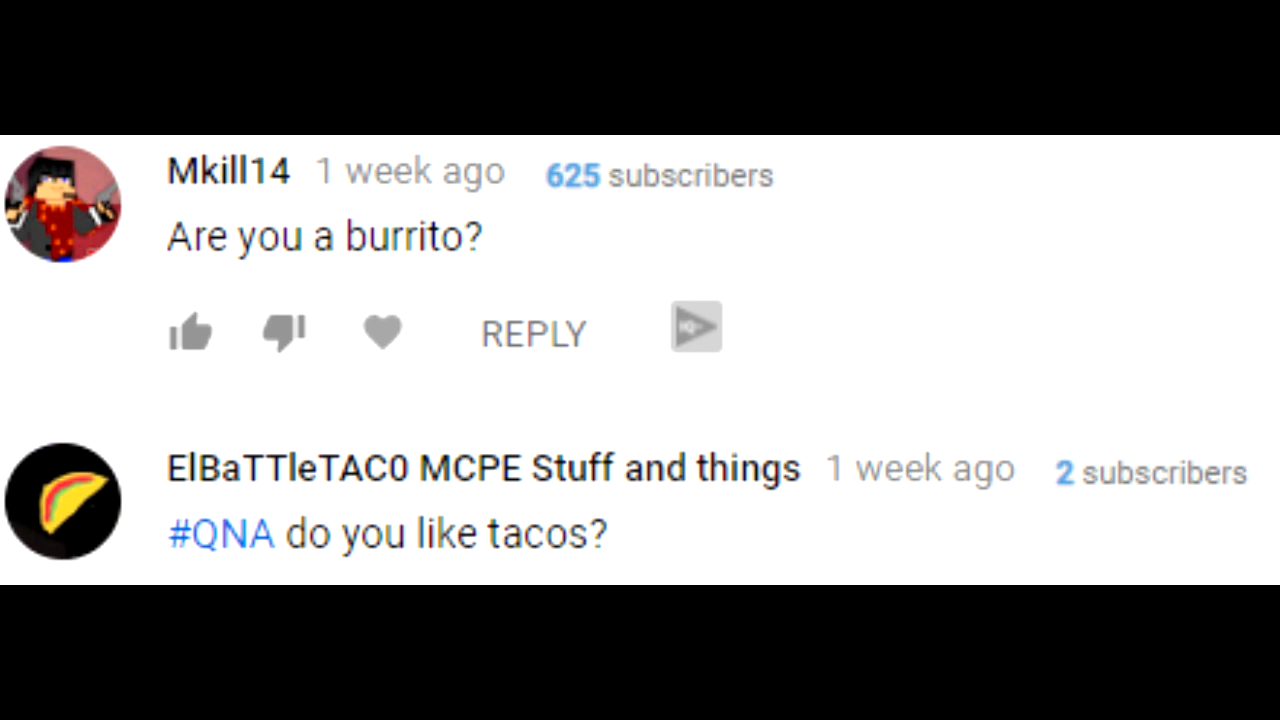 Mkill14 1 week ago 625 subscribers
Are you a burrito?
REPLY
ElBaTTleTAC0 MCPE Stuff and things 1 week ago 2 subscribers
#QNA do you like tacos?